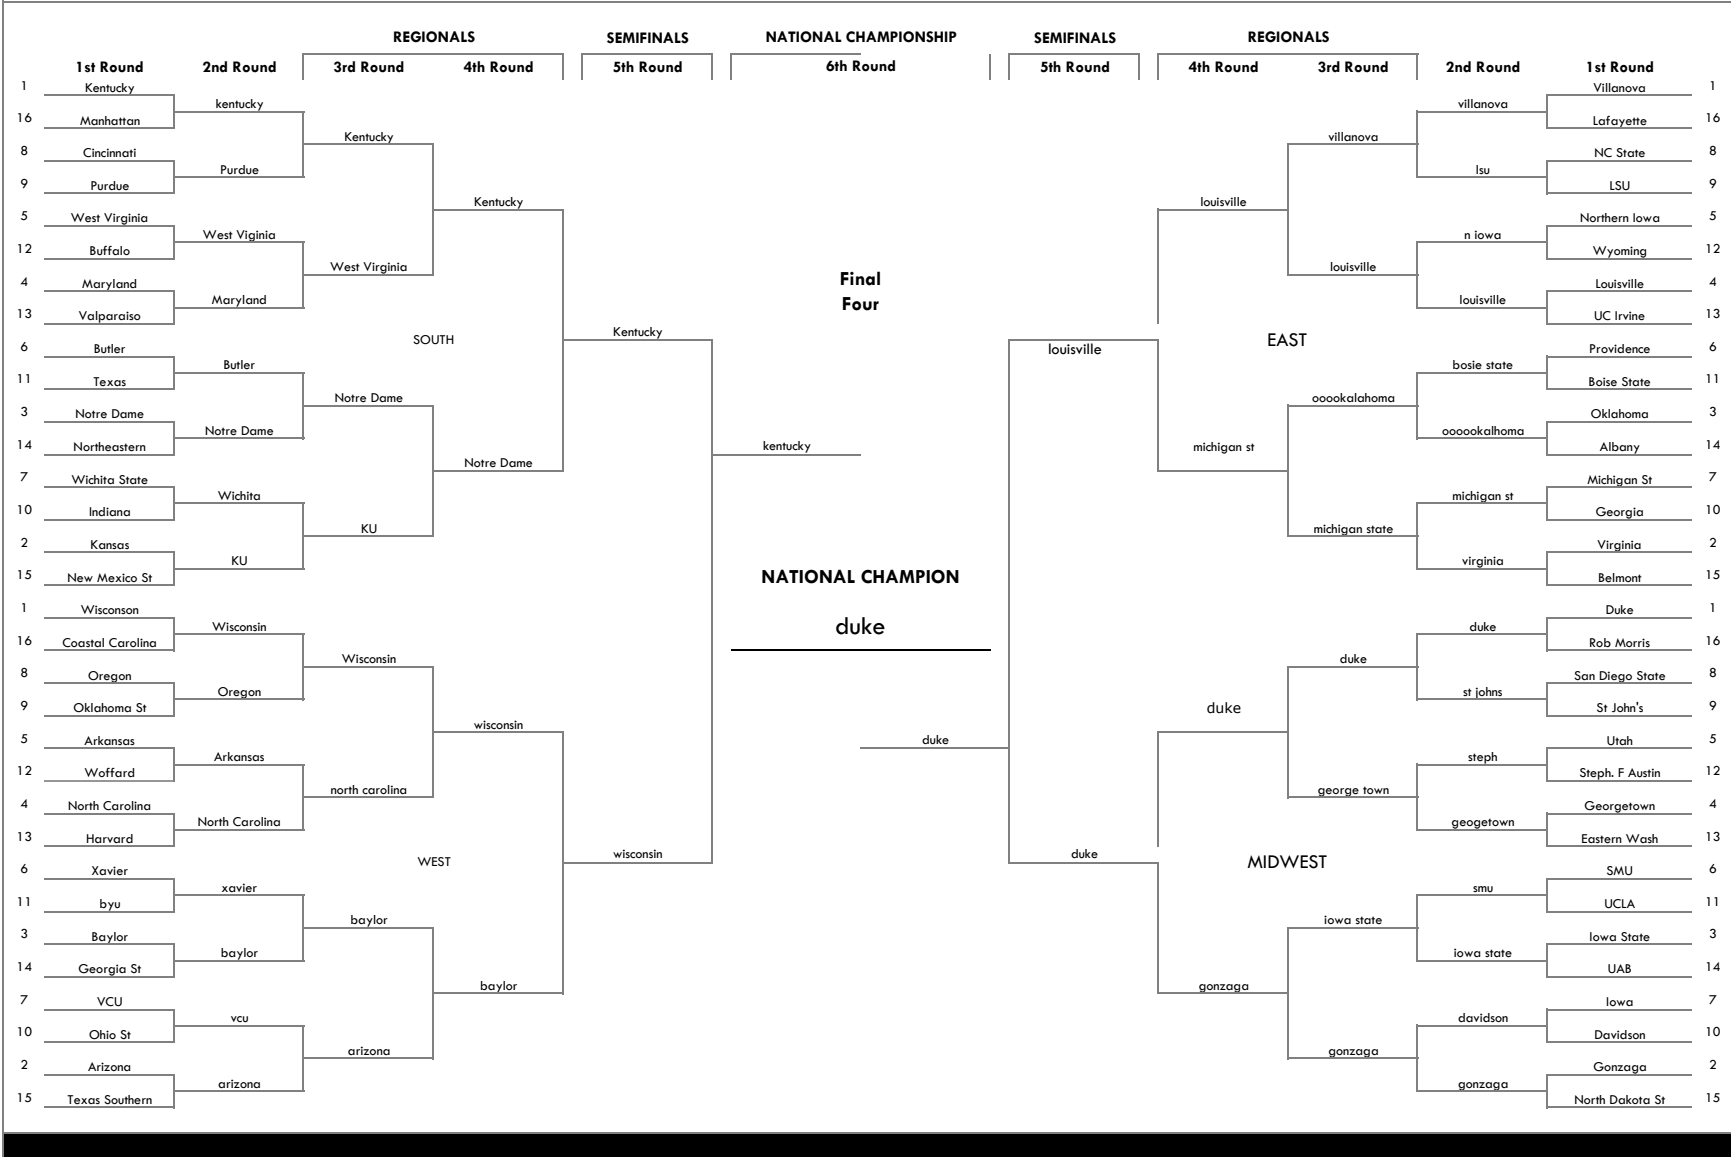 REGIONALS SEMIFINALS NATIONAL CHAMPIONSHIP SEMIFINALS REGIONALS
1st Round 2nd Round 3rd Round 4th Round 5th Round 6th Round 5th Round 4th Round 3rd Round 2nd Round 1st Round
1 Kentucky Villanova 1
kentucky villanova
16 Manhattan Lafayette 16
Kentucky villanova
8 Cincinnati NC State 8
Purdue lsu
9 Purdue LSU 9
Kentucky louisville
5 West Virginia Northern Iowa 5
West Viginia n iowa
12 Buffalo Wyoming 12
West Virginia louisville
4 Maryland Final Louisville 4
Maryland Four louisville
13 Valparaiso UC Irvine 13
Kentucky
SOUTH EAST
6 Butler louisville Providence 6
Butler bosie state
11 Texas Boise State 11
Notre Dame ooookalahoma
3 Notre Dame Oklahoma 3
Notre Dame oooookalhoma
14 Northeastern kentucky michigan st Albany 14
Notre Dame
7 Wichita State Michigan St 7
Wichita michigan st
10 Indiana Georgia 10
KU michigan state
2 Kansas Virginia 2
KU virginia
15 New Mexico St NATIONAL CHAMPION Belmont 15
1 Wisconson Duke 1
Wisconsin duke duke
16 Coastal Carolina Rob Morris 16
Wisconsin duke
8 Oregon San Diego State 8
Oregon st johns
9 Oklahoma St duke St John's 9
wisconsin
5 Arkansas duke Utah 5
Arkansas steph
12 Woffard Steph. F Austin 12
north carolina george town
4 North Carolina Georgetown 4
North Carolina geogetown
13 Harvard Eastern Wash 13
wisconsin duke
WEST MIDWEST
6 Xavier SMU 6
xavier smu
11 byu UCLA 11
baylor iowa state
3 Baylor Iowa State 3
baylor iowa state
14 Georgia St UAB 14
baylor gonzaga
7 VCU Iowa 7
vcu davidson
10 Ohio St Davidson 10
arizona gonzaga
2 Arizona Gonzaga 2
arizona gonzaga
15 Texas Southern North Dakota St 15